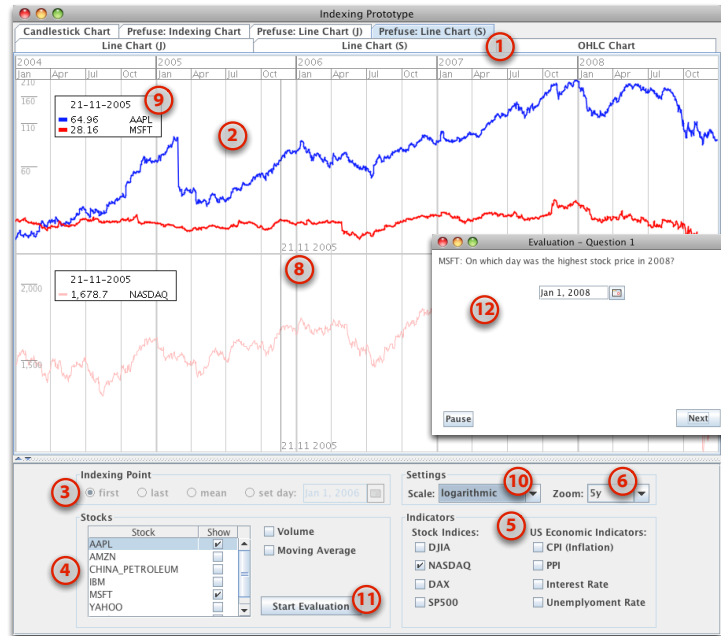 Indexing Prototype
Candlestick Chart Prefuse: Indexing Chart Prefuse: Line Chart (J) Prefuse: Line Chart (S)
Line Chart (J) Line Chart (S) 1 OHLC Chart
2004 2005 2006 2007 2008
Jan Apr Jul Oct Jan Apr Jul Oct Jan Apr Jul Oct Jan Apr Jul Oct Jan Apr Jul Oct
210
160
110
60
21-11-2005 9
64.96 AAPL
28.16 MSFT
2
21 11 2005
8
21-11-2005
1,678.7 NASDAQ
2,000
1,500
21 11 2005
Evaluation - Question 1
MSFT: On which day was the highest stock price in 2008?
Jan 1, 2008
12
Pause Next
Indexing Point
3 first last mean set day: Jan 1, 2006
Settings
10 6
Scale: logarithmic Zoom: 5y
Stocks
Stock Show
4
AAPL
AMZN
CHINA_PETROLEUM
IBM
MSFT
YAHOO
Volume
Moving Average
Start Evaluation 11
Indicators
5
Stock Indices: US Economic Indicators:
DJIA CPI (Inflation)
NASDAQ PPI
DAX Interest Rate
SP500 Unemplyoment Rate